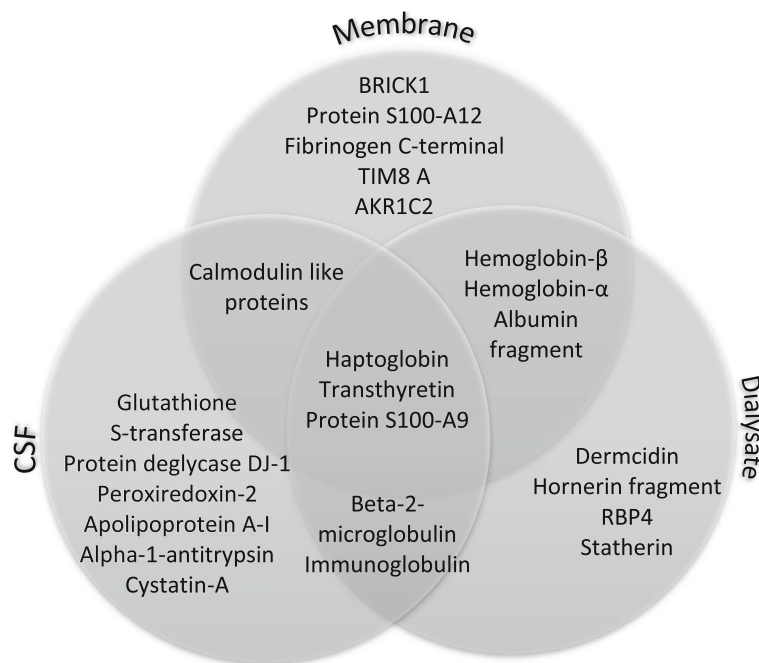 Membrane
BRICK1
Protein S100-A12
Fibrinogen C-terminal
TIM8 A
AKR1C2
Calmodulin like
proteins
Hemoglobin-β
Hemoglobin-α
Albumin
fragment
Haptoglobin
Transthyretin
Protein S100-A9
CSF
Glutathione
S-transferase
Protein deglycase DJ-1
Peroxiredoxin-2
Apolipoprotein A-I
Alpha-1-antitrypsin
Cystatin-A
Beta-2-
microglobulin
Immunoglobulin
Dialysate
Dermcidin
Hornerin fragment
RBP4
Statherin